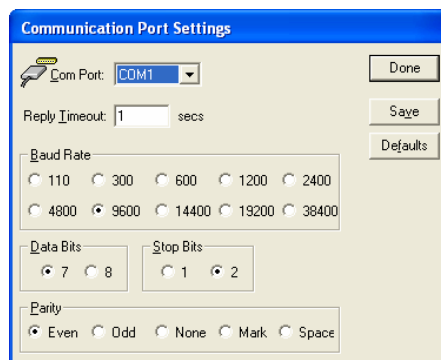 Communication Port Settings
Com Port: COM1
Done
Reply Timeout: 1 secs
Save
Defaults
Baud Rate
110 300 600 1200 2400
4800 9600 14400 19200 38400
Data Bits
7 8
Stop Bits
1 2
Parity
Even Odd None Mark Space